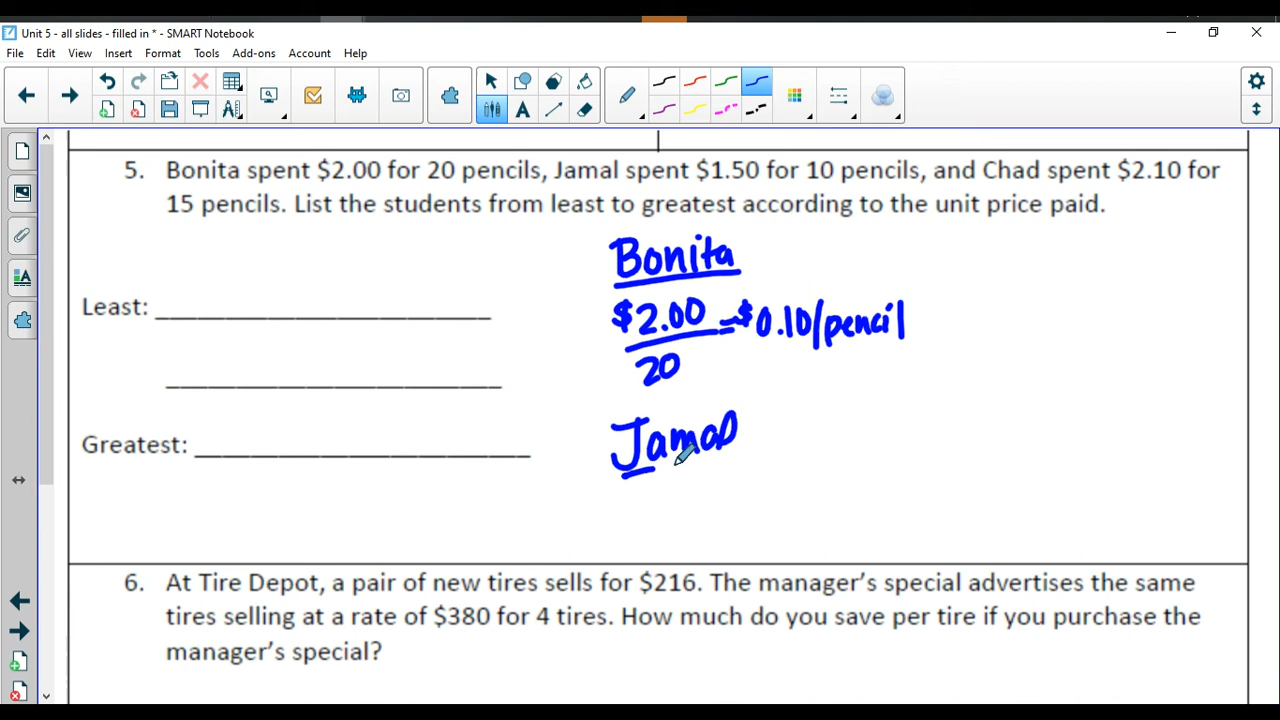 Unit 5 - all slides - filled in * - SMART Notebook
File Edit View Insert Format Tools Add-ons Account Help
5. Bonita spent $2.00 for 20 pencils, Jamal spent $1.50 for 10 pencils, and Chad spent $2.10 for
15 pencils. List the students from least to greatest according to the unit price paid.
Bonita
Least: ____________________________
$2.00 = $0.10/pencil
20
____________________________
Jamal
Greatest: ____________________________
6. At Tire Depot, a pair of new tires sells for $216. The manager's special advertises the same
tires selling at a rate of $380 for 4 tires. How much do you save per tire if you purchase the
manager's special?